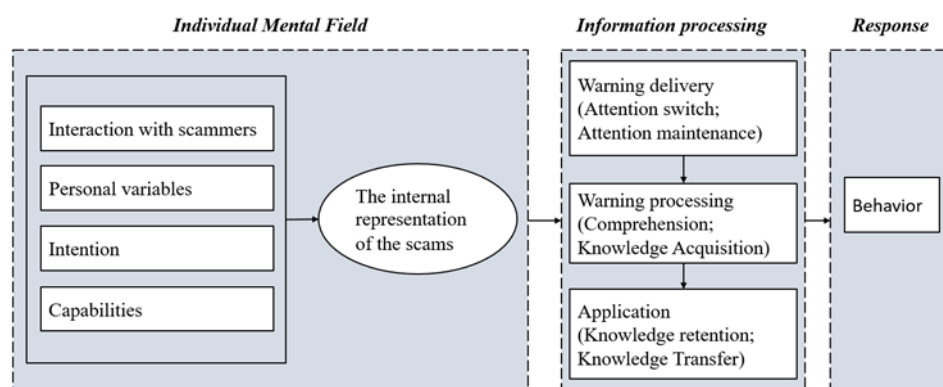 Individual Mental Field
Information processing
Response
Interaction with scammers
Personal variables
Intention
Capabilities
The internal
representation
of the scams
Warning delivery
(Attention switch;
Attention maintenance)
Warning processing
(Comprehension;
Knowledge Acquisition)
Application
(Knowledge retention;
Knowledge Transfer)
Behavior